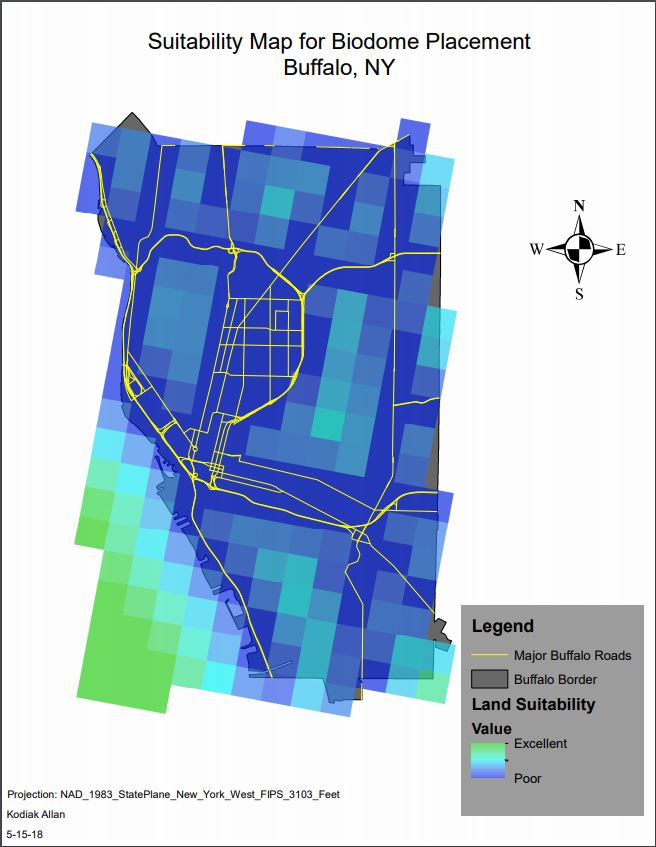 Suitability Map for Biodome Placement
Buffalo, NY
N
W E
S
Legend
Major Buffalo Roads
Buffalo Border
Land Suitability
Value
Excellent
Poor
Projection: NAD_1983_StatePlane_New_York_West_FIPS_3103_Feet
Kodiak Allan
5-15-18